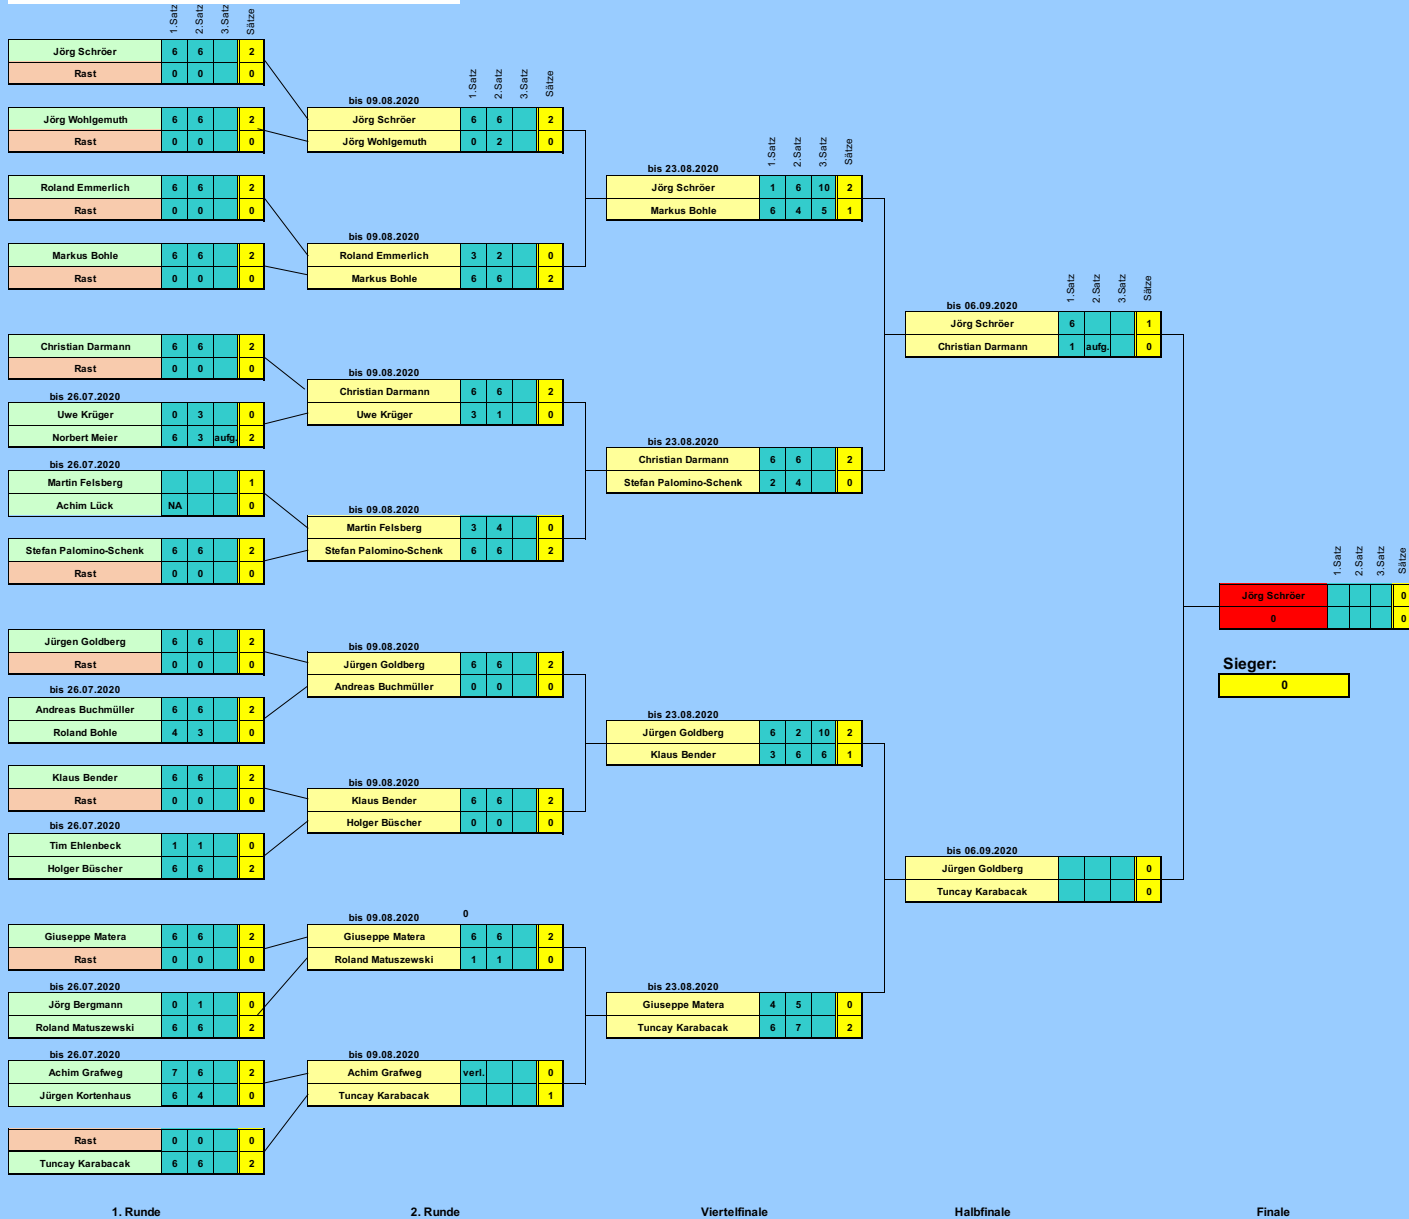 1.Satz 2.Satz 3.Satz Sätze
Jörg Schröer 6 6 2
Rast 0 0 0
Jörg Wohlgemuth 6 6 2
Rast 0 0 0
Roland Emmerlich 6 6 2
Rast 0 0 0
Markus Bohle 6 6 2
Rast 0 0 0
Christian Darmann 6 6 2
Rast 0 0 0
bis 26.07.2020
Uwe Krüger 0 3 0
Norbert Meier 6 3 aufg. 2
bis 26.07.2020
Martin Felsberg 1
Achim Lück NA 0
Stefan Palomino-Schenk 6 6 2
Rast 0 0 0
Jürgen Goldberg 6 6 2
Rast 0 0 0
bis 26.07.2020
Andreas Buchmüller 6 6 2
Roland Bohle 4 3 0
Klaus Bender 6 6 2
Rast 0 0 0
bis 26.07.2020
Tim Ehlenbeck 1 1 0
Holger Büscher 6 6 2
Giuseppe Matera 6 6 2
Rast 0 0 0
bis 26.07.2020
Jörg Bergmann 0 1 0
Roland Matuszewski 6 6 2
bis 26.07.2020
Achim Grafweg 7 6 2
Jürgen Kortenhaus 6 4 0
Rast 0 0 0
Tuncay Karabacak 6 6 2
1. Runde
1.Satz 2.Satz 3.Satz Sätze
bis 09.08.2020
Jörg Schröer 6 6 2
Jörg Wohlgemuth 0 2 0
bis 09.08.2020
Roland Emmerlich 3 2 0
Markus Bohle 6 6 2
bis 09.08.2020
Christian Darmann 6 6 2
Uwe Krüger 3 1 0
bis 09.08.2020
Martin Felsberg 3 4 0
Stefan Palomino-Schenk 6 6 2
bis 09.08.2020
Jürgen Goldberg 6 6 2
Andreas Buchmüller 0 0 0
bis 09.08.2020
Klaus Bender 6 6 2
Holger Büscher 0 0 0
bis 09.08.2020 0
Giuseppe Matera 6 6 2
Roland Matuszewski 1 1 0
bis 09.08.2020
Achim Grafweg verl. 0
Tuncay Karabacak 1
2. Runde
1.Satz 2.Satz 3.Satz Sätze
bis 23.08.2020
Jörg Schröer 1 6 10 2
Markus Bohle 6 4 5 1
bis 23.08.2020
Christian Darmann 6 6 2
Stefan Palomino-Schenk 2 4 0
bis 23.08.2020
Jürgen Goldberg 6 2 10 2
Klaus Bender 3 6 6 1
bis 23.08.2020
Giuseppe Matera 4 5 0
Tuncay Karabacak 6 7 2
Viertelfinale
1.Satz 2.Satz 3.Satz Sätze
bis 06.09.2020
Jörg Schröer 6 1
Christian Darmann 1 aufg. 0
bis 06.09.2020
Jürgen Goldberg 0
Tuncay Karabacak 0
Halbfinale
1.Satz 2.Satz 3.Satz Sätze
Jörg Schröer 0
0 0
Sieger:
0
Finale